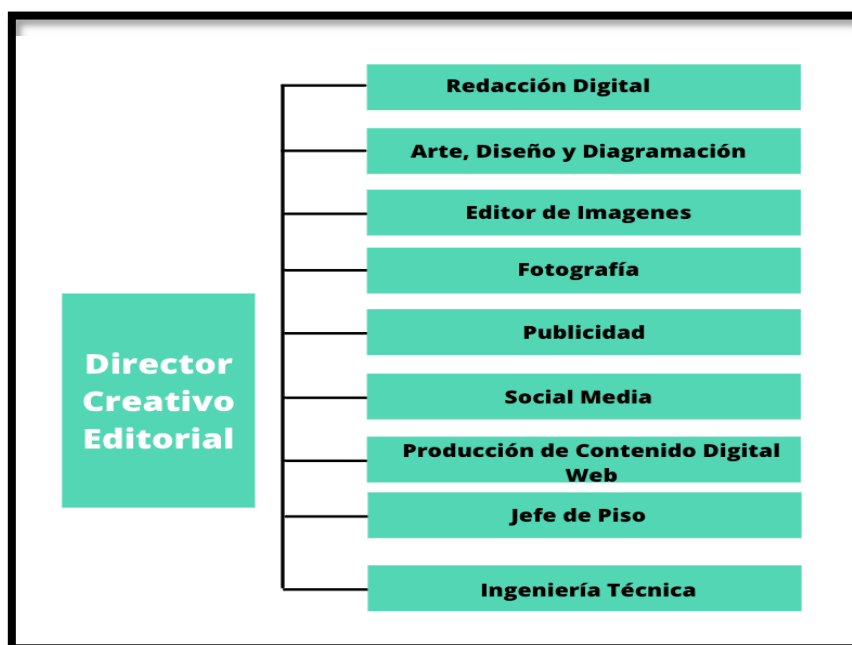 Director
Creativo
Editorial
Redacción Digital
Arte, Diseño y Diagramación
Editor de Imagenes
Fotografía
Publicidad
Social Media
Producción de Contenido Digital
Web
Jefe de Piso
Ingeniería Técnica